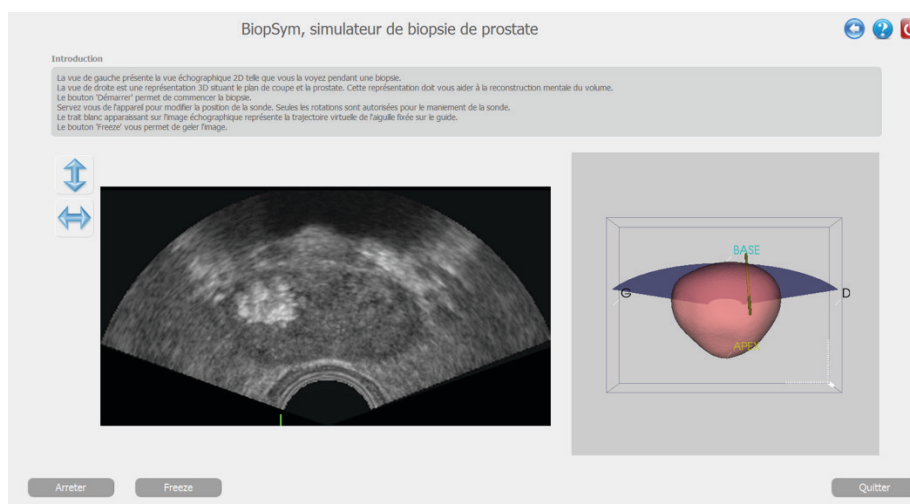 BiopSym, simulateur de biopsie de prostate
Introduction
La vue de gauche présente la vue échographique 2D telle que vous la voyez pendant une biopsie.
La vue de droite est une représentation 3D situant le plan de coupe et la prostate. Cette représentation doit vous aider à la reconstruction mentale du volume.
Le bouton 'Démarrer' permet de commencer la biopsie.
Servez vous de l'appareil pour modifier la position de la sonde. Seules les rotations sont autorisées pour le maniement de la sonde.
Le trait blanc apparaissant sur l'image échographique représente la trajectoire virtuelle de l'aiguille fixée sur le guide.
Le bouton 'Freeze' vous permet de geler l'image.
BASE
G
D
APEX
Arreter
Freeze
Quitter